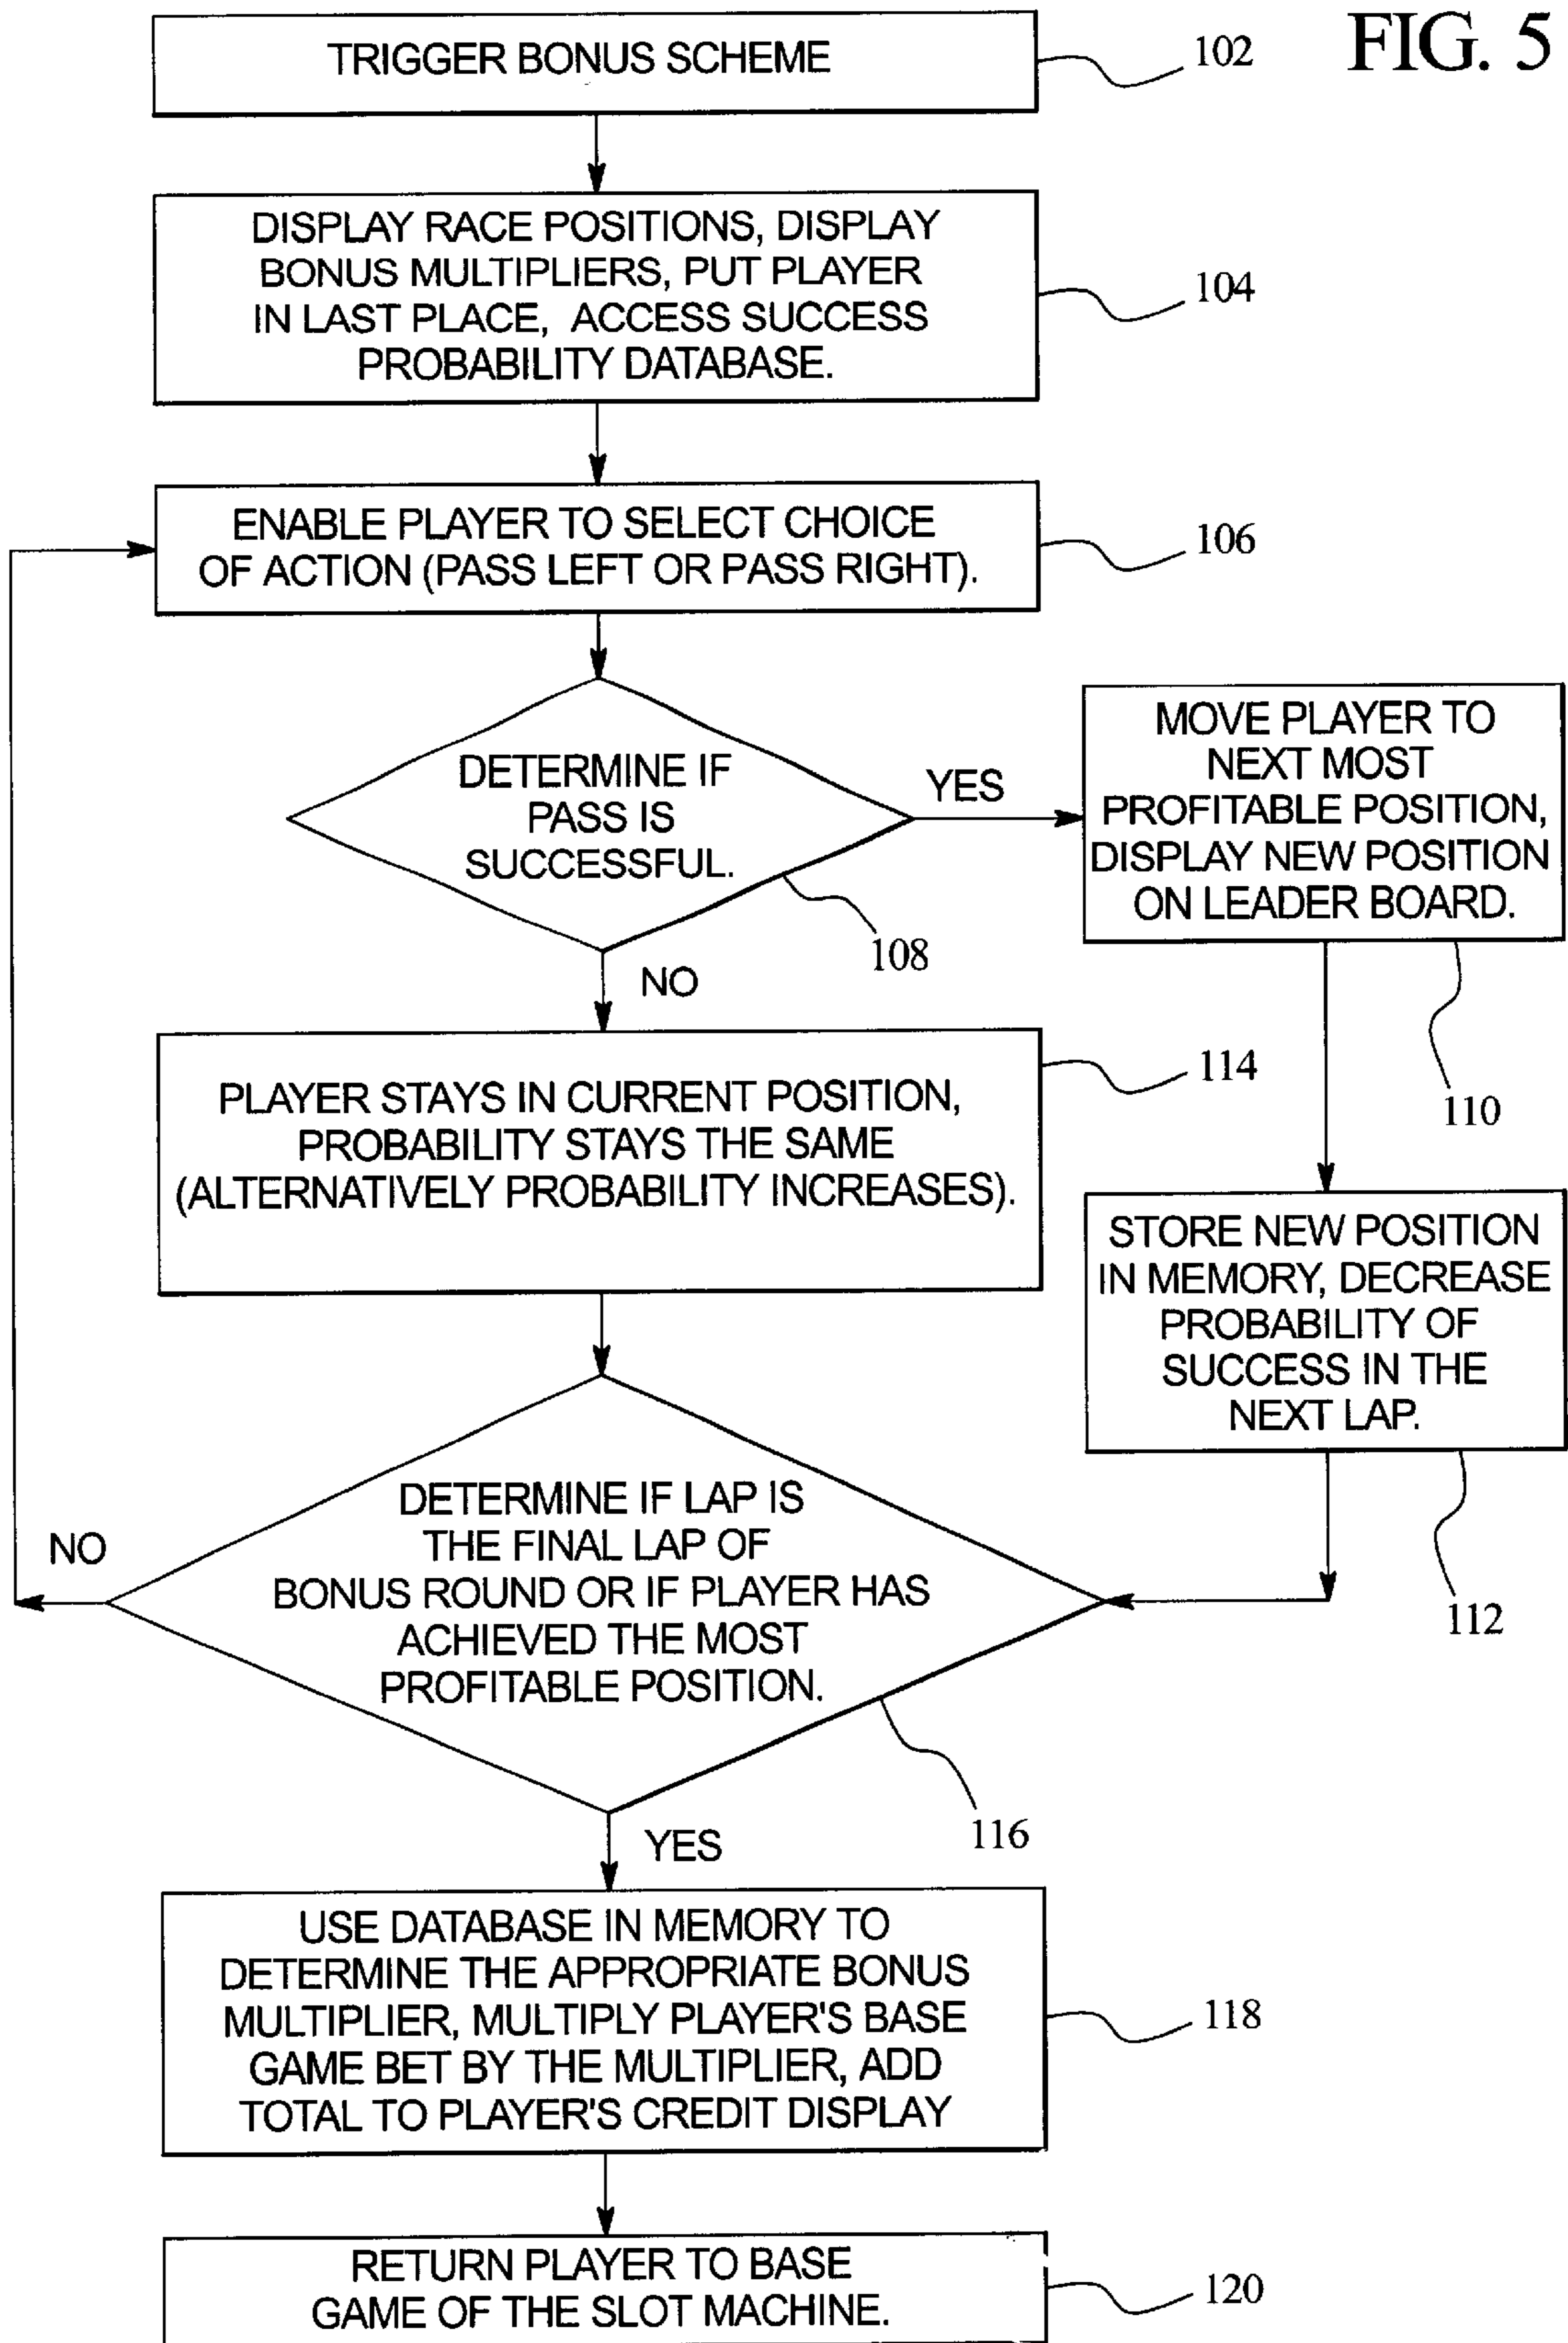 FIG. 5
TRIGGER BONUS SCHEME
102
DISPLAY RACE POSITIONS, DISPLAY
BONUS MULTIPLIERS, PUT PLAYER
IN LAST PLACE, ACCESS SUCCESS
PROBABILITY DATABASE.
104
ENABLE PLAYER TO SELECT CHOICE
OF ACTION (PASS LEFT OR PASS RIGHT).
106
DETERMINE IF
PASS IS
SUCCESSFUL.
108
YES
NO
MOVE PLAYER TO
NEXT MOST
PROFITABLE POSITION,
DISPLAY NEW POSITION
ON LEADER BOARD.
110
PLAYER STAYS IN CURRENT POSITION,
PROBABILITY STAYS THE SAME
(ALTERNATIVELY PROBABILITY INCREASES).
114
STORE NEW POSITION
IN MEMORY, DECREASE
PROBABILITY OF
SUCCESS IN THE
NEXT LAP.
112
DETERMINE IF LAP IS
THE FINAL LAP OF
BONUS ROUND OR IF PLAYER HAS
ACHIEVED THE MOST
PROFITABLE POSITION.
116
NO
YES
USE DATABASE IN MEMORY TO
DETERMINE THE APPROPRIATE BONUS
MULTIPLIER, MULTIPLY PLAYER'S BASE
GAME BET BY THE MULTIPLIER, ADD
TOTAL TO PLAYER'S CREDIT DISPLAY
118
RETURN PLAYER TO BASE
GAME OF THE SLOT MACHINE.
120